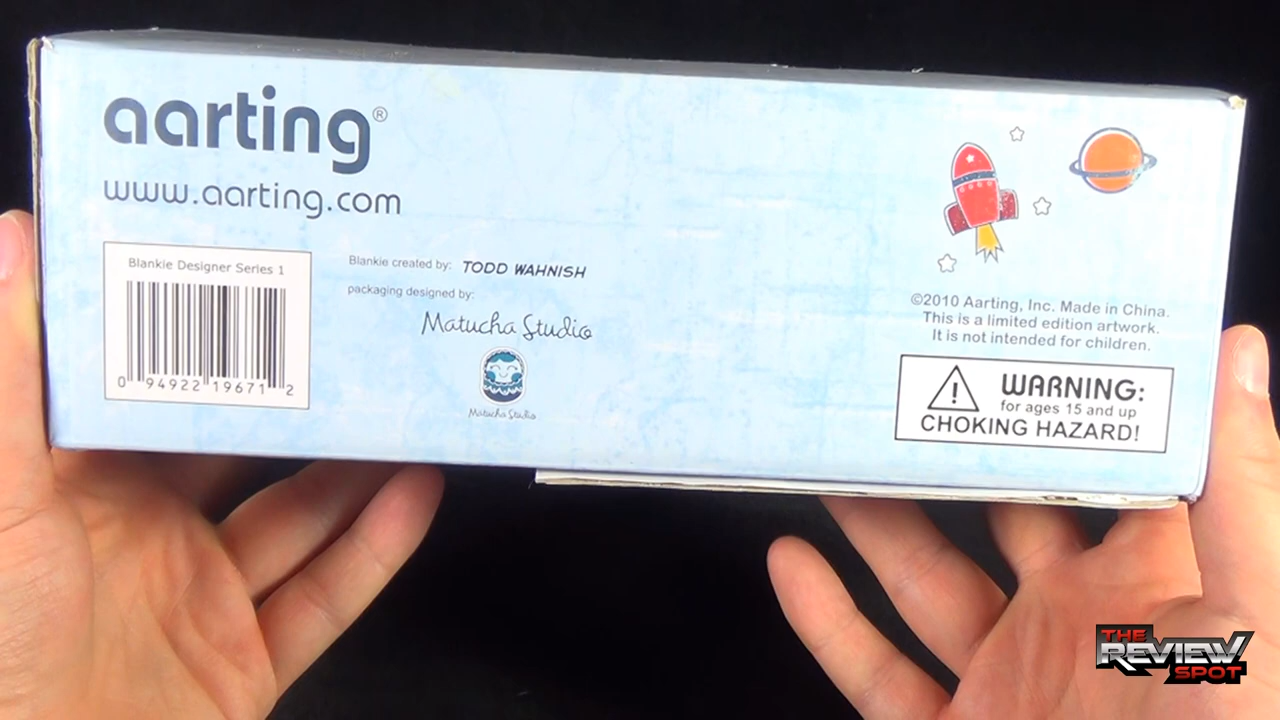 aarting®
www.aarting.com
Blankie Designer Series 1
0 94922 19671 2
Blankie created by: TODD WAHNISH
packaging designed by:
Matucha Studio
Matucha Studio
©2010 Aarting, Inc. Made in China.
This is a limited edition artwork.
It is not intended for children.
WARNING:
for ages 15 and up
CHOKING HAZARD!
THE
REVIEW
SPOT